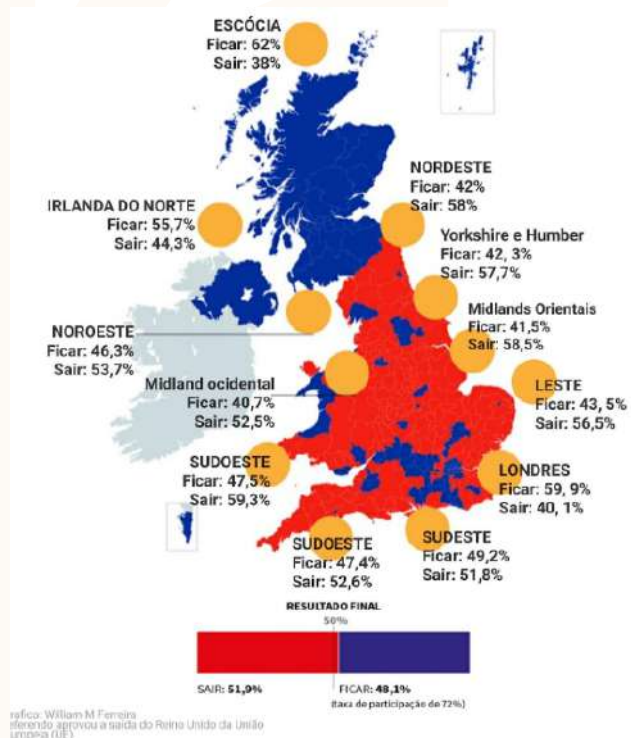 ESCÓCIA
Ficar: 62%
Sair: 38%
NORDESTE
Ficar: 42%
Sair: 58%
IRLANDA DO NORTE
Ficar: 55,7%
Sair: 44,3%
Yorkshire e Humber
Ficar: 42, 3%
Sair: 57,7%
NOROESTE
Ficar: 46,3%
Sair: 53,7%
Midlands Orientais
Ficar: 41,5%
Sair: 58,5%
Midland ocidental
Ficar: 40,7%
Sair: 52,5%
LESTE
Ficar: 43, 5%
Sair: 56,5%
SUDOESTE
Ficar: 47,5%
Sair: 59,3%
LONDRES
Ficar: 59, 9%
Sair: 40, 1%
SUDOESTE
Ficar: 47,4%
Sair: 52,6%
SUDESTE
Ficar: 49,2%
Sair: 51,8%
RESULTADO FINAL
50%
SAIR: 51,9%
FICAR: 48,1%
(taxa de participação de 72%)
rafico: William M Ferreira
eferendo aprovou a saída do Reino Unido da União
uropeia (UE)